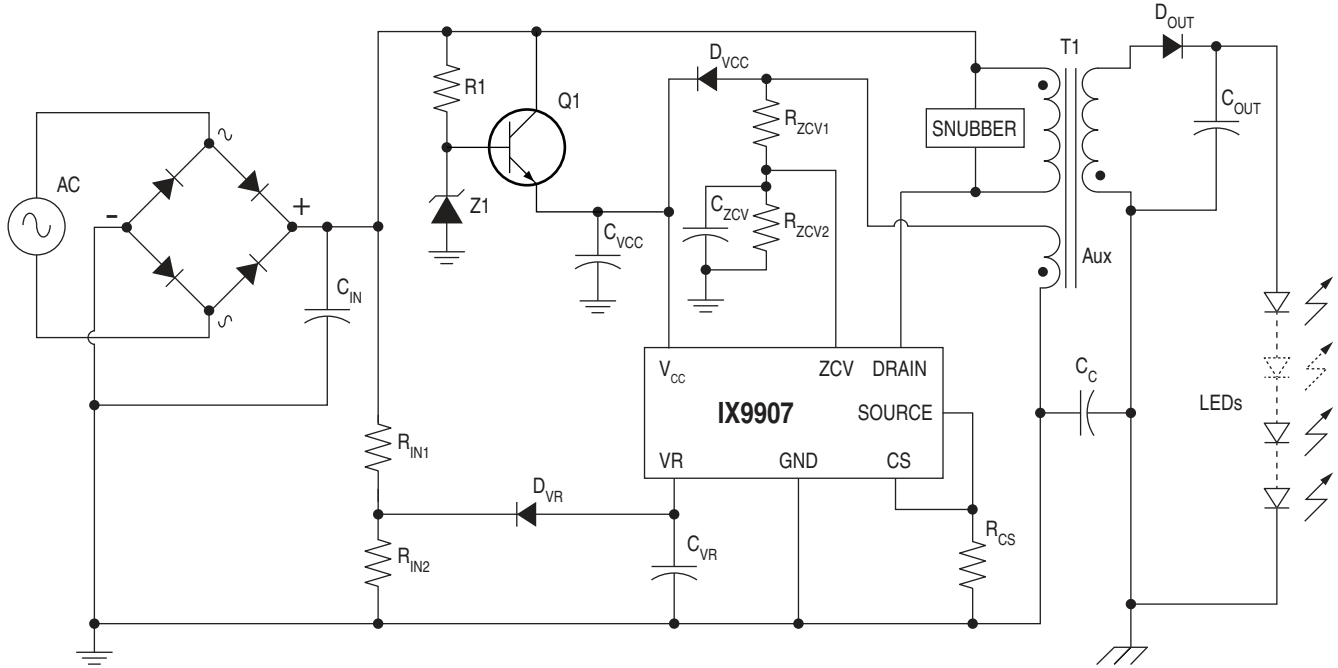 D_OUT
T1
D_VCC
R1
Q1
C_OUT
R_ZCV1
SNUBBER
AC
-
+
Z1
C_ZCV
R_ZCV2
C_VCC
Aux
C_IN
V_CC
ZCV
DRAIN
C_C
IX9907
SOURCE
LEDs
R_IN1
VR
GND
CS
D_VR
R_CS
C_VR
R_IN2